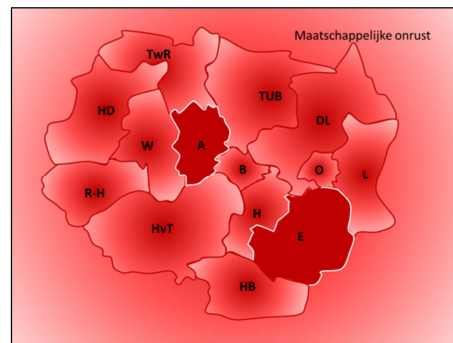 Maatschappelijke onrust
TwR
TUB
HD
DL
W
A
B
O
L
R-H
H
HvT
E
HB